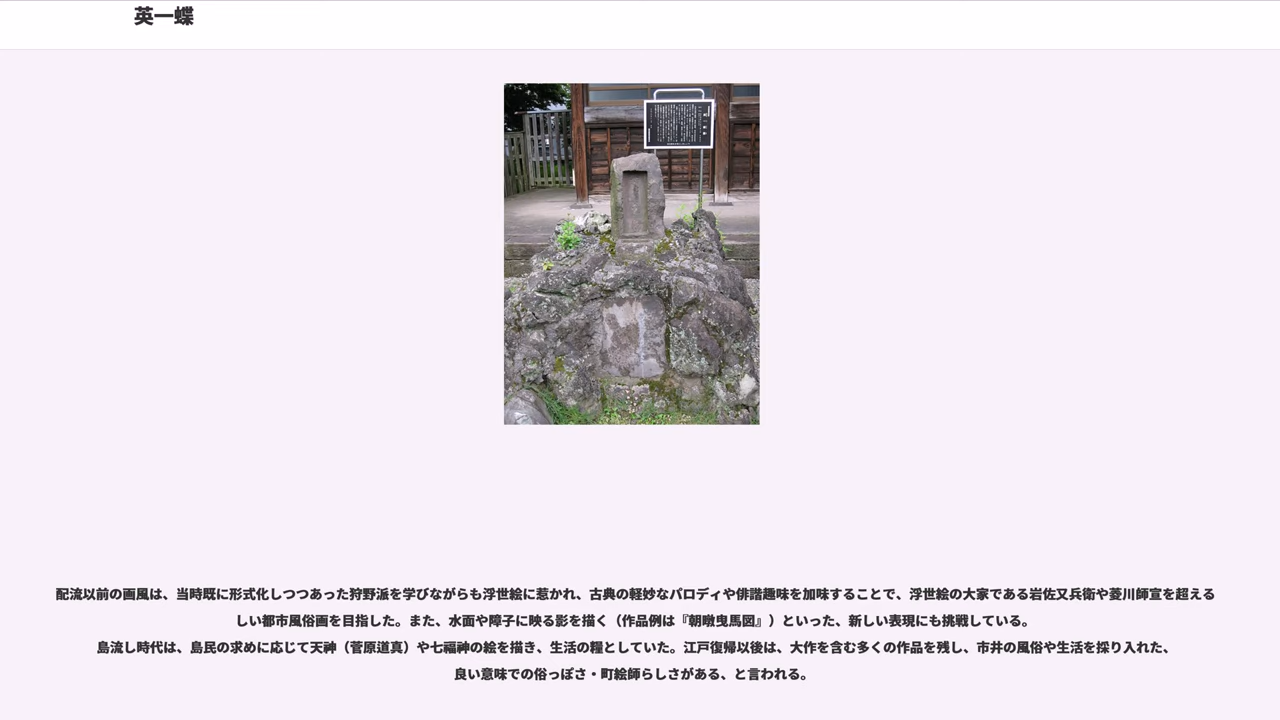 英一蝶
配流以前の画風は、当時既に形式化しつつあった狩野派を学びながらも浮世絵に惹かれ、古典の軽妙なパロディや俳諧趣味を加味することで、浮世絵の大家である岩佐又兵衛や菱川師宣を超える
しい都市風俗画を目指した。また、水面や障子に映る影を描く（作品例は『朝暾曳馬図』）といった、新しい表現にも挑戦している。
島流し時代は、島民の求めに応じて天神（菅原道真）や七福神の絵を描き、生活の糧としていた。江戸復帰以後は、大作を含む多くの作品を残し、市井の風俗や生活を採り入れた、
良い意味での俗っぽさ・町絵師らしさがある、と言われる。